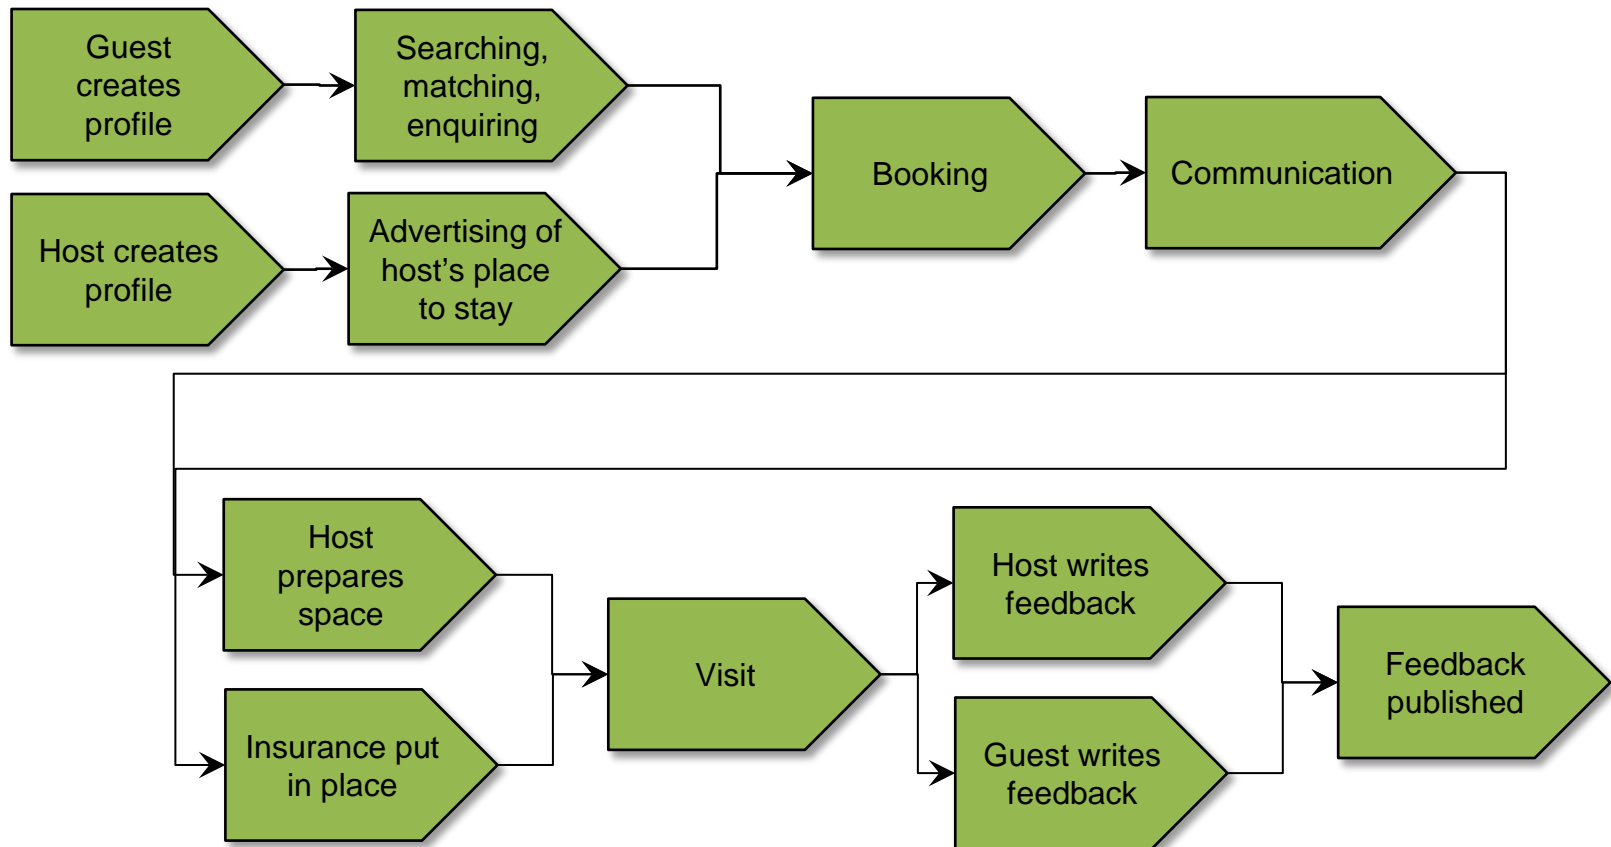 Guest
creates
profile
Searching,
matching,
enquiring
Booking
Communication
Host creates
profile
Advertising of
host’s place
to stay
Host
prepares
space
Insurance put
in place
Visit
Host writes
feedback
Guest writes
feedback
Feedback
published